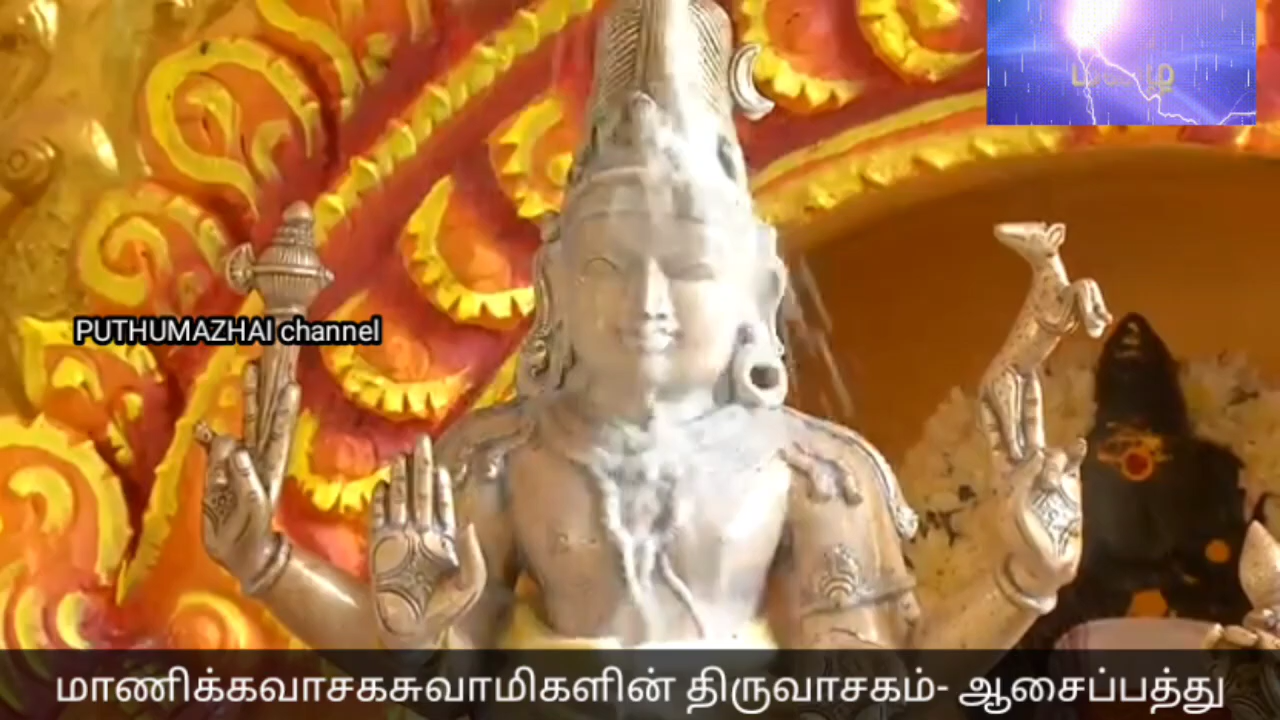 PUTHUMAZHAI channel
மாணிக்கவாசகசுவாமிகளின் திருவாசகம்- ஆசைப்பத்து